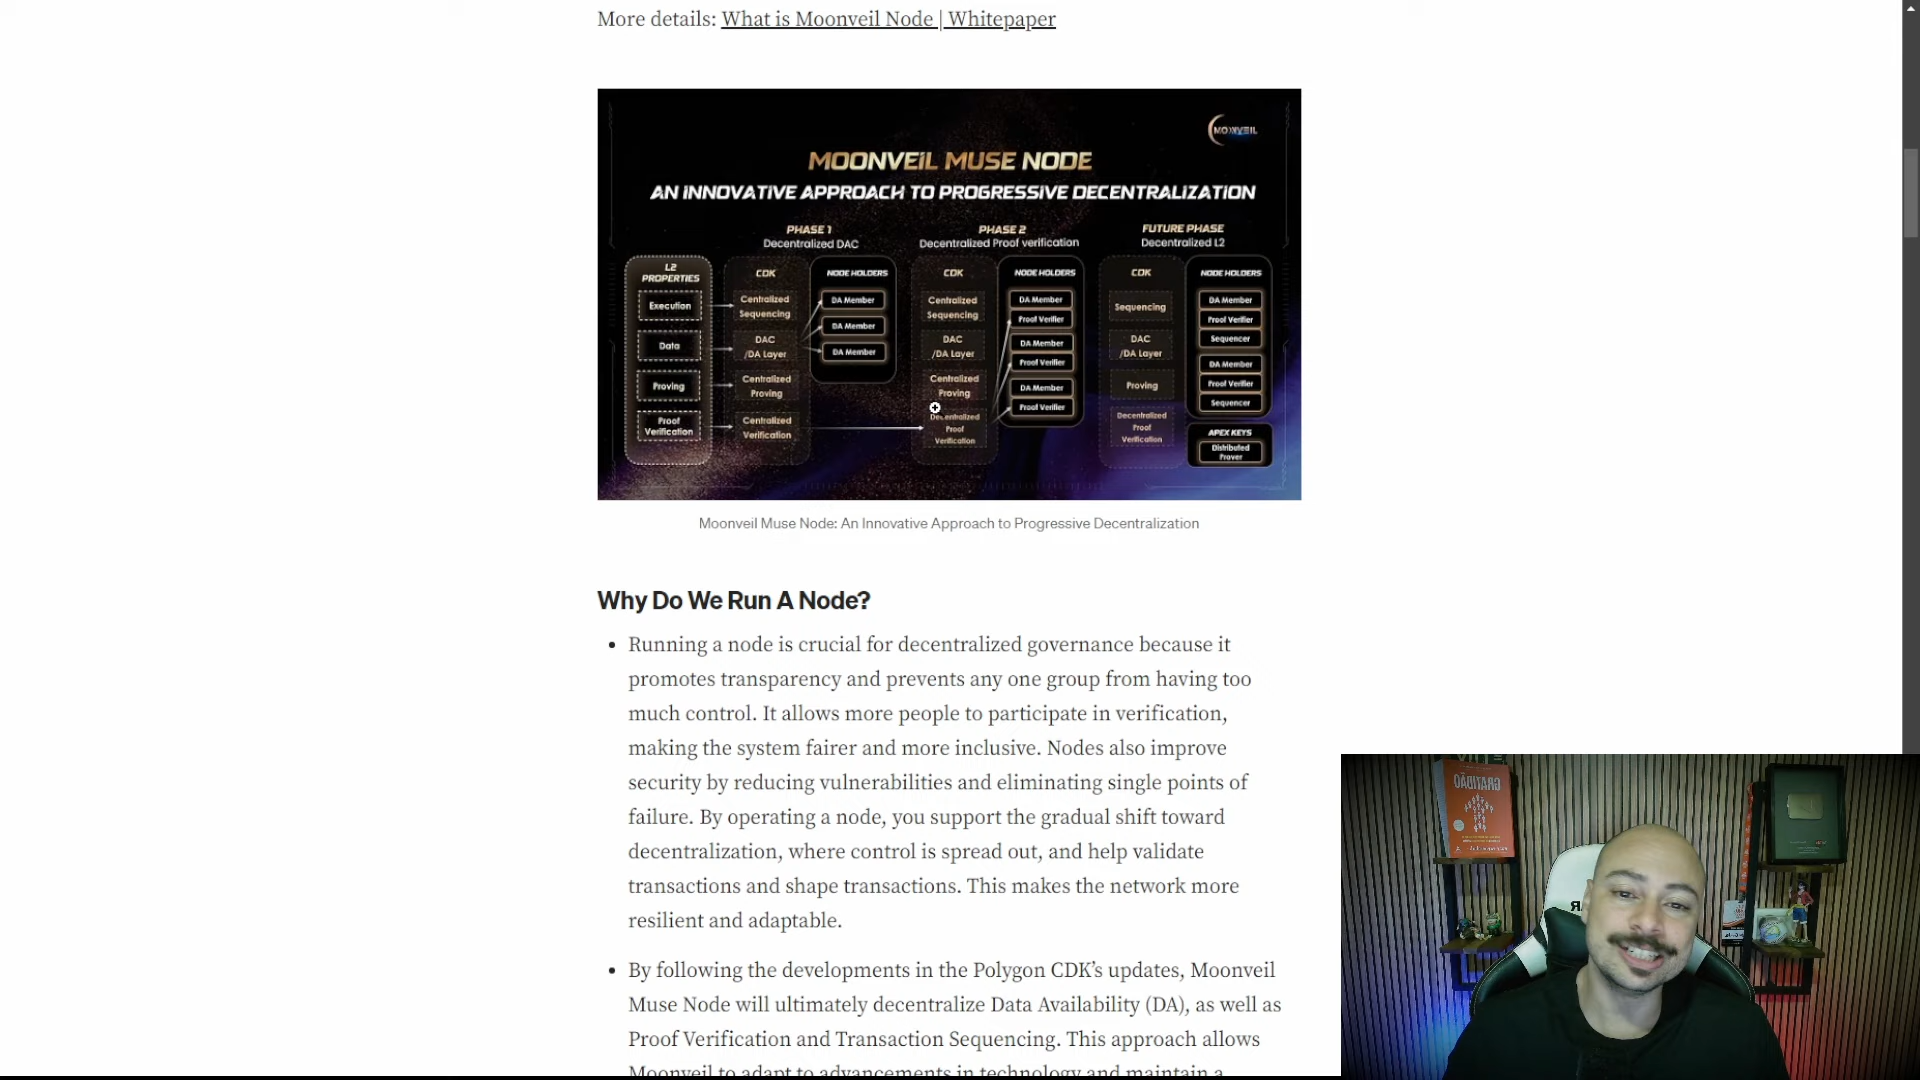 More details: What is Moonveil Node | Whitepaper
MOONVEIL
MOONVEIL MUSE NODE
AN INNOVATIVE APPROACH TO PROGRESSIVE DECENTRALIZATION
PHASE 1
Decentralized DAC
PHASE 2
Decentralized Proof verification
FUTURE PHASE
Decentralized L2
L2
PROPERTIES
Execution
Data
Proving
Proof
Verification
CDK
Centralized
Sequencing
DAC
/DA Layer
Centralized
Proving
Centralized
Verification
NODE HOLDERS
DA Member
DA Member
DA Member
CDK
Centralized
Sequencing
DAC
/DA Layer
Centralized
Proving
Decentralized
Proof
Verification
NODE HOLDERS
DA Member
Proof Verifier
DA Member
Proof Verifier
DA Member
Proof Verifier
CDK
Sequencing
DAC
/DA Layer
Proving
Decentralized
Proof
Verification
NODE HOLDERS
DA Member
Proof Verifier
Sequencer
DA Member
Proof Verifier
Sequencer
APEX KEYS
Distributed
Prover
Moonveil Muse Node: An Innovative Approach to Progressive Decentralization
Why Do We Run A Node?
• Running a node is crucial for decentralized governance because it
promotes transparency and prevents any one group from having too
much control. It allows more people to participate in verification,
making the system fairer and more inclusive. Nodes also improve
security by reducing vulnerabilities and eliminating single points of
failure. By operating a node, you support the gradual shift toward
decentralization, where control is spread out, and help validate
transactions and shape transactions. This makes the network more
resilient and adaptable.
• By following the developments in the Polygon CDK’s updates, Moonveil
Muse Node will ultimately decentralize Data Availability (DA), as well as
Proof Verification and Transaction Sequencing. This approach allows
Moonveil to adapt to advancements in technology and maintain a
GRATIDÃO